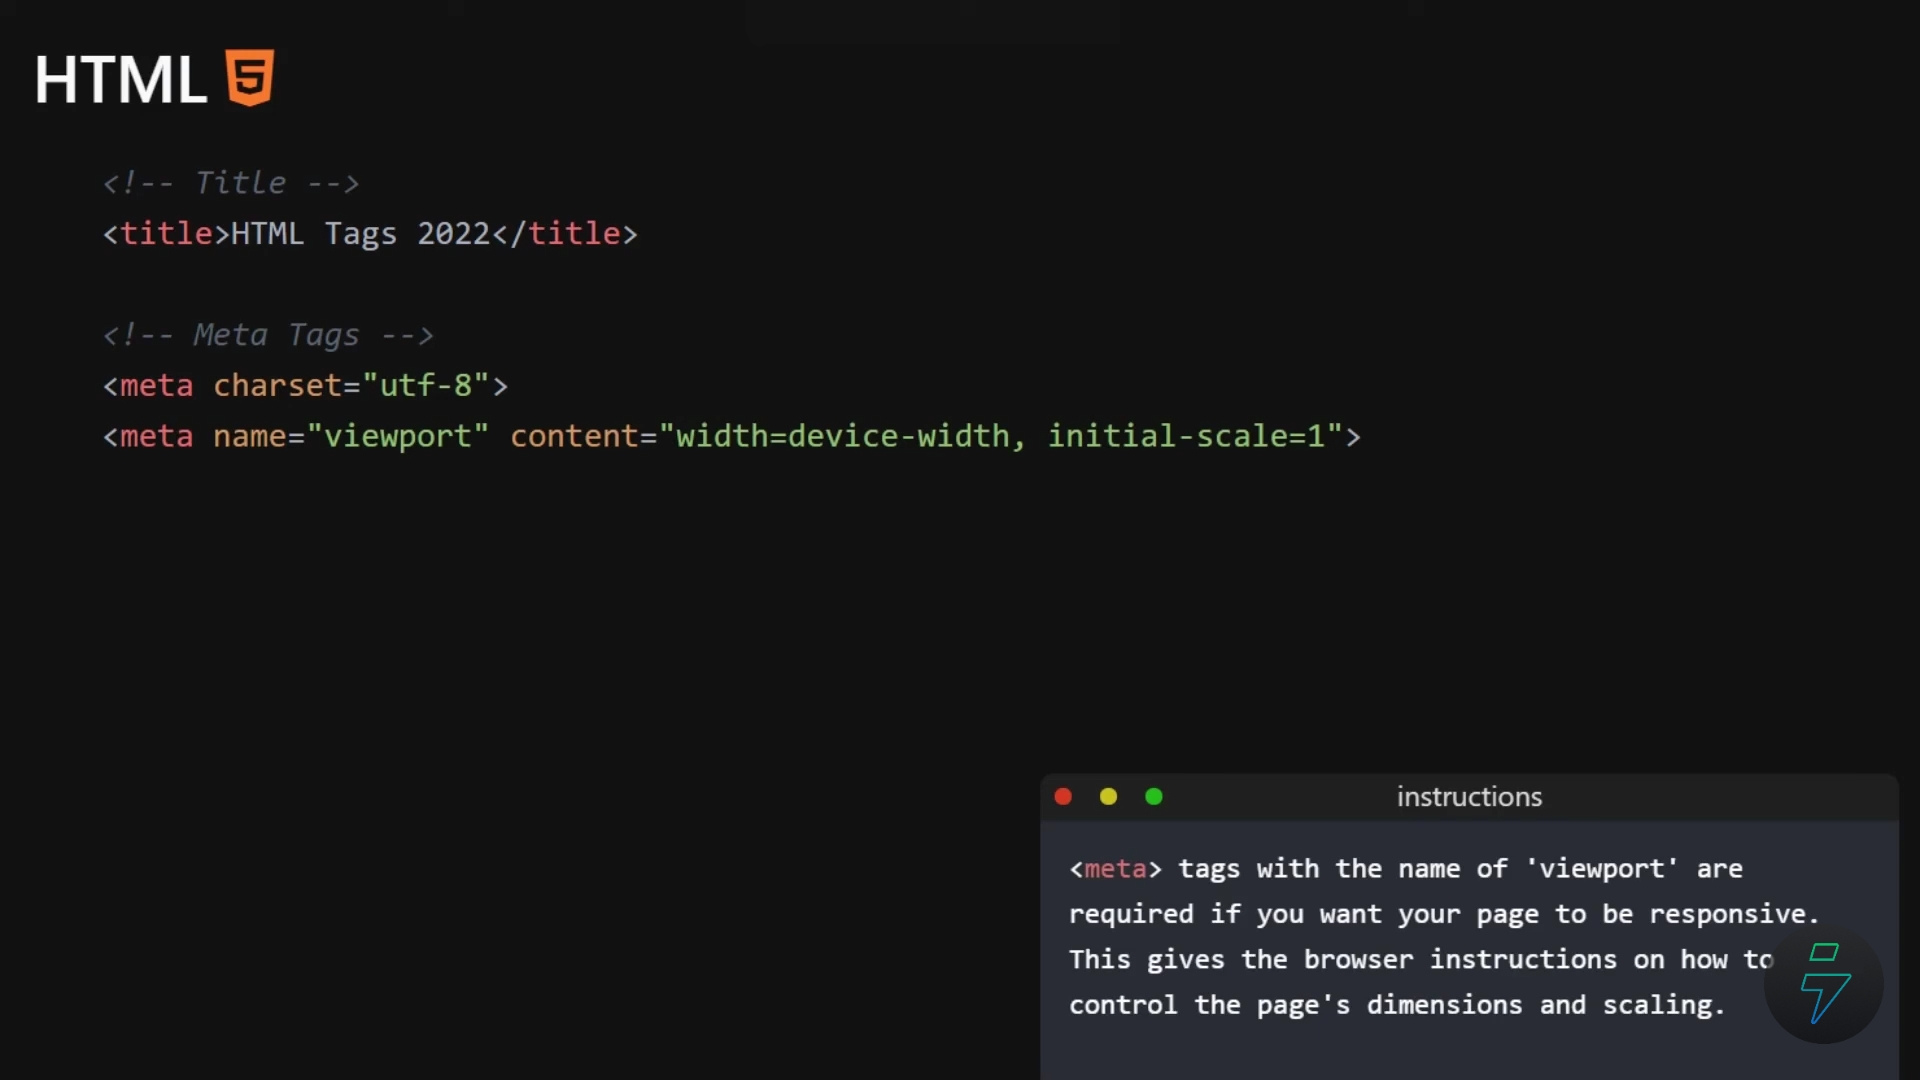 HTML 5
<!-- Title -->
<title>HTML Tags 2022</title>
<!-- Meta Tags -->
<meta charset="utf-8">
<meta name="viewport" content="width=device-width, initial-scale=1">
instructions
<meta> tags with the name of 'viewport' are
required if you want your page to be responsive.
This gives the browser instructions on how to
control the page's dimensions and scaling.